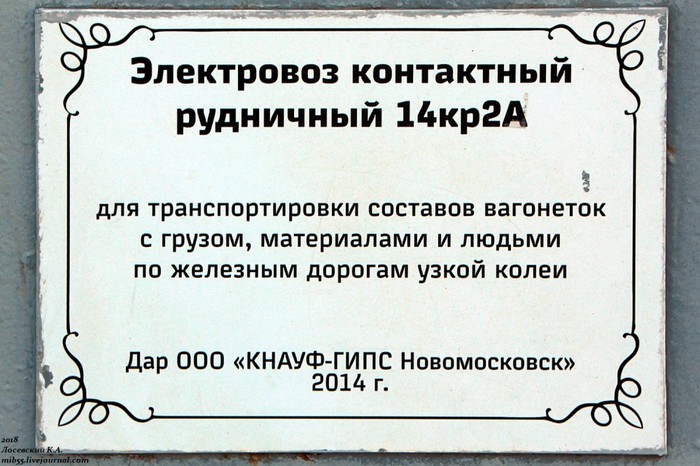 Электровоз контактный
рудничный 14кр2А
для транспортировки составов вагонеток
с грузом, материалами и людьми
по железным дорогам узкой колеи
Дар ООО «КНАУФ-ГИПС Новомосковск»
2014 г.
2018
Лосевский К.А.
mib55.livejournal.com